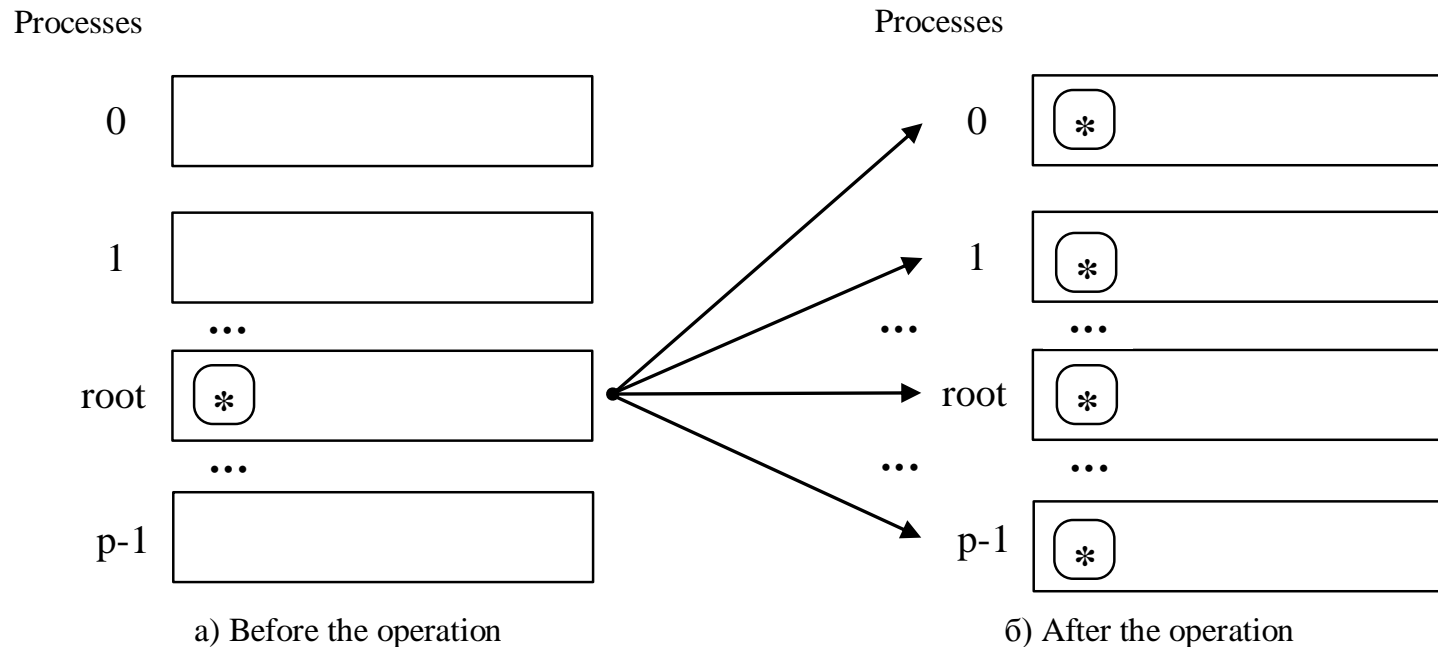 Processes Processes
0 0 *
1 1 *
... ... ...
root * root *
... ... ...
p-1 p-1 *
а) Before the operation б) After the operation